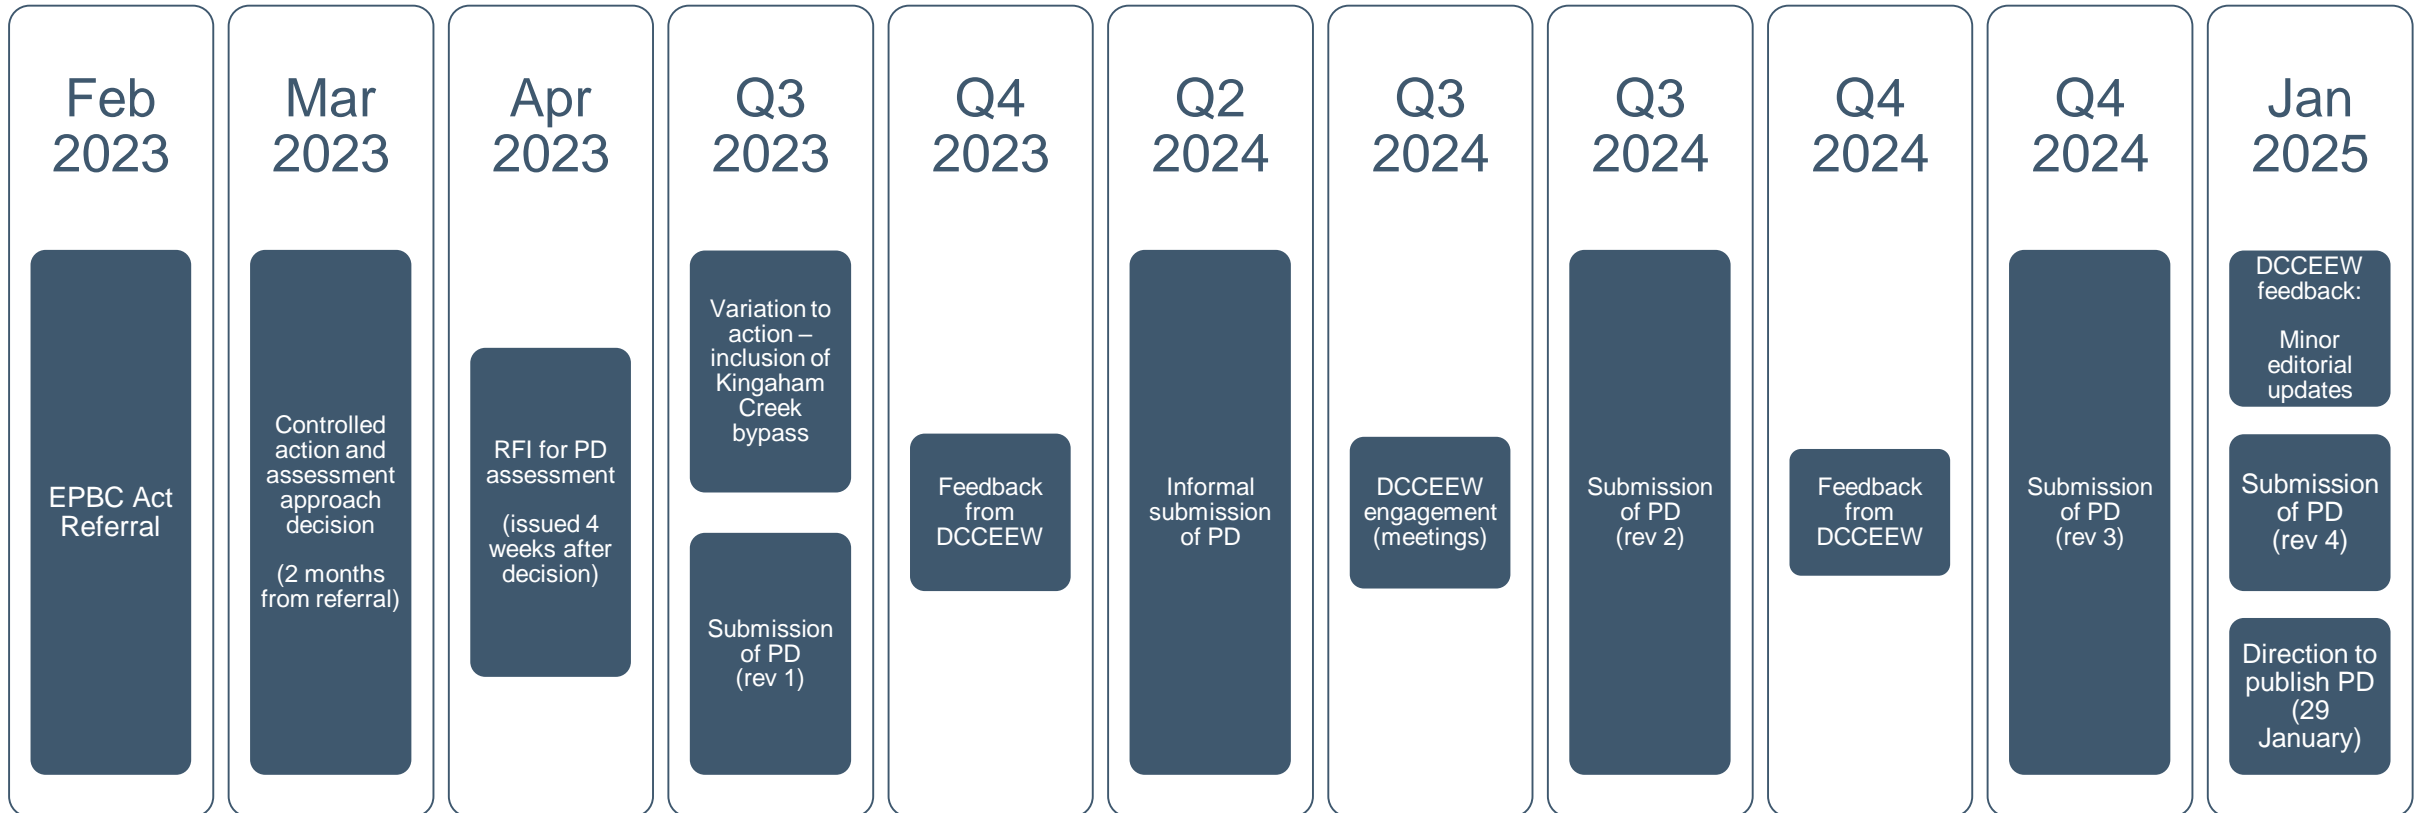 Feb
2023
EPBC Act
Referral
Mar
2023
Controlled
action and
assessment
approach
decision
(2 months
from referral)
Apr
2023
RFI for PD
assessment
(issued 4
weeks after
decision)
Q3
2023
Variation to
action –
inclusion of
Kingaham
Creek
bypass
Submission
of PD
(rev 1)
Q4
2023
Feedback
from
DCCEEW
Q2
2024
Informal
submission
of PD
Q3
2024
DCCEEW
engagement
(meetings)
Q3
2024
Submission
of PD
(rev 2)
Q4
2024
Feedback
from
DCCEEW
Q4
2024
Submission
of PD
(rev 3)
Jan
2025
DCCEEW
feedback:
Minor
editorial
updates
Submission
of PD
(rev 4)
Direction to
publish PD
(29
January)